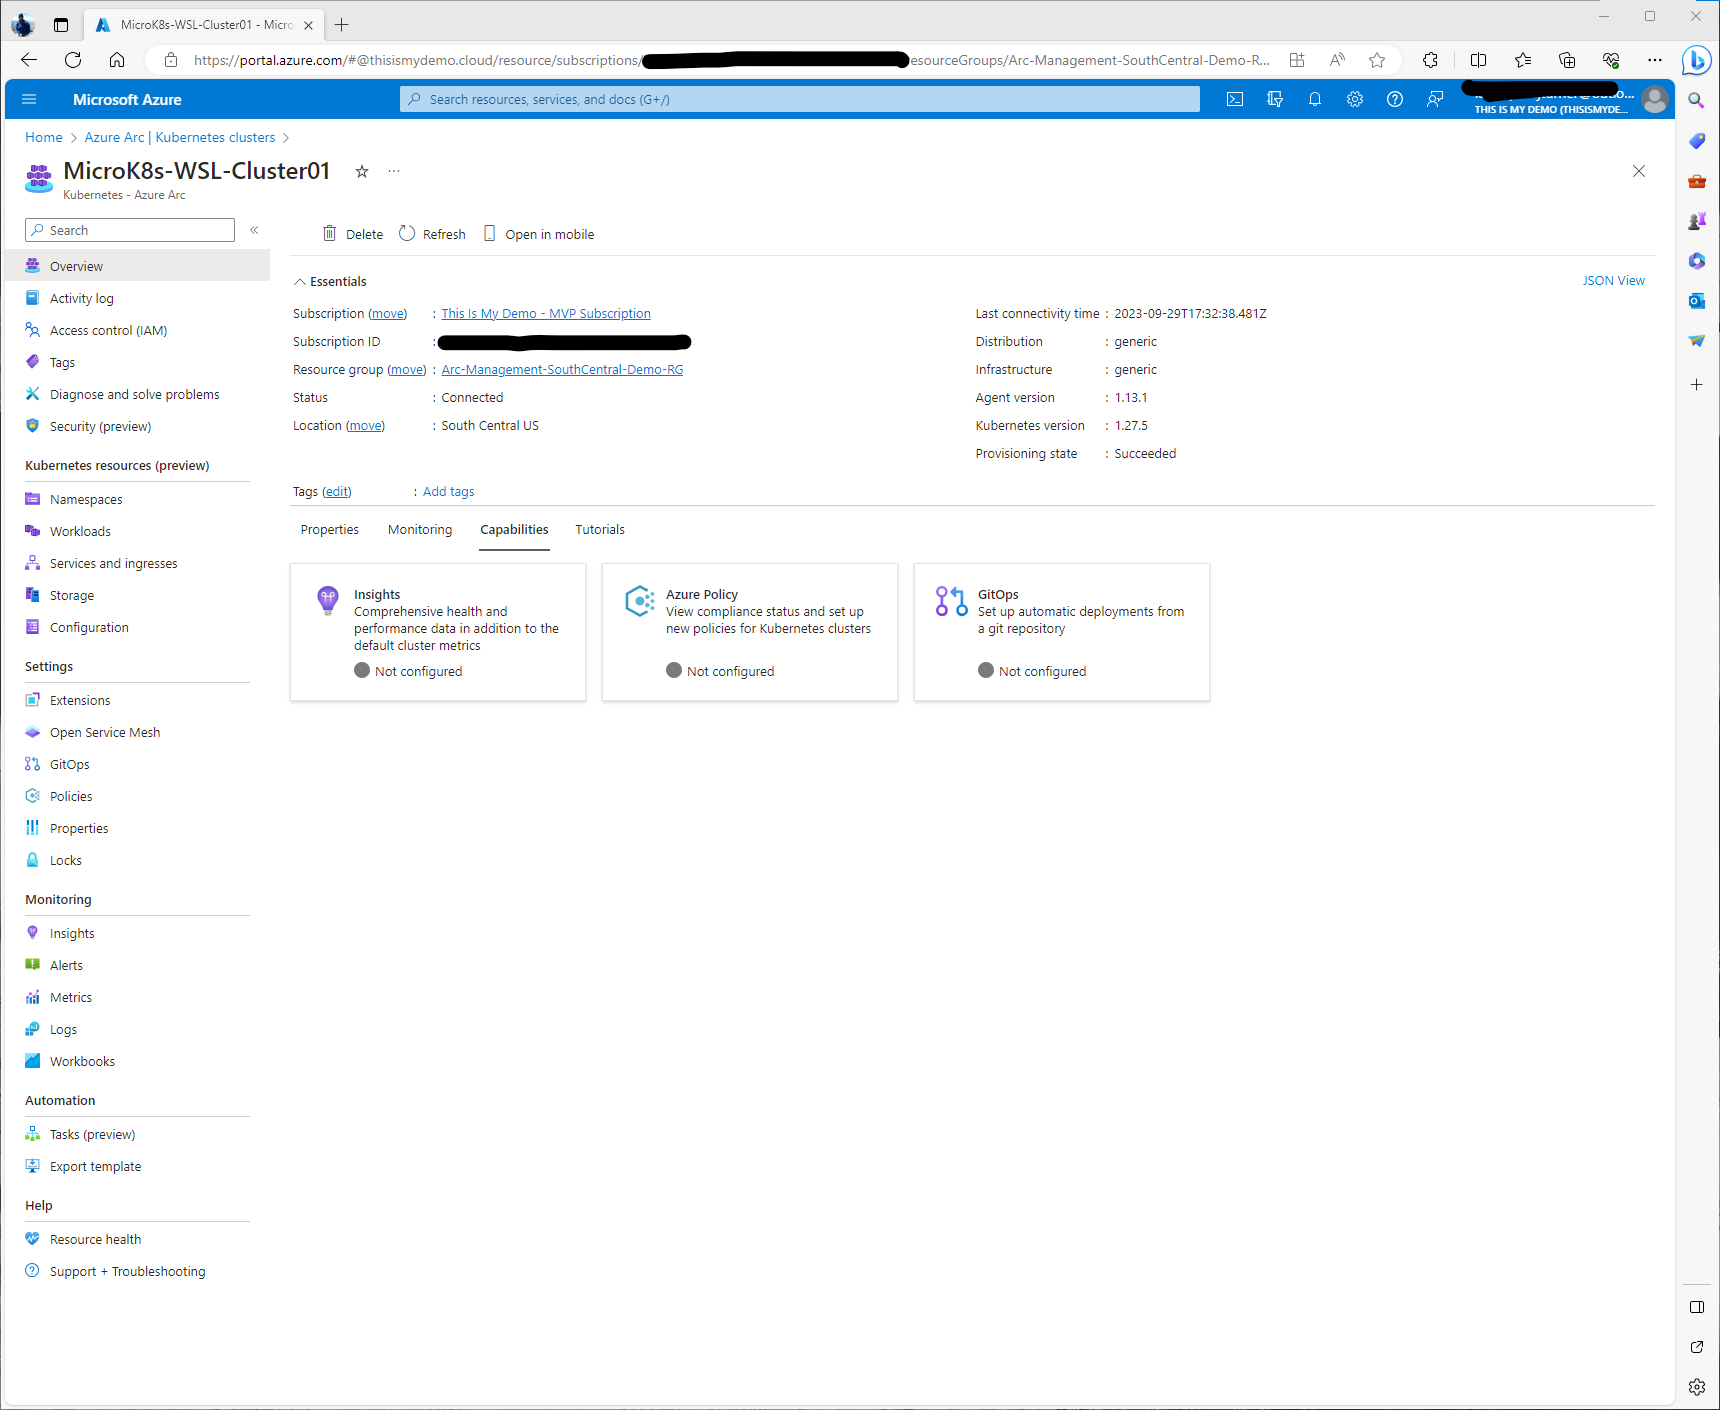 MicroK8s-WSL-Cluster01 - Micro
https://portal.azure.com/#@thisismydemo.cloud/resource/subscriptions/ esourceGroups/Arc-Management-SouthCentral-Demo-R...
Microsoft Azure
Search resources, services, and docs (G+/)
THIS IS MY DEMO (THISISMYDE...
Home > Azure Arc | Kubernetes clusters >
MicroK8s-WSL-Cluster01
Kubernetes - Azure Arc
Search
Delete
Refresh
Open in mobile
Overview
Activity log
Access control (IAM)
Tags
Diagnose and solve problems
Security (preview)
Kubernetes resources (preview)
Namespaces
Workloads
Services and ingresses
Storage
Configuration
Settings
Extensions
Open Service Mesh
GitOps
Policies
Properties
Locks
Monitoring
Insights
Alerts
Metrics
Logs
Workbooks
Automation
Tasks (preview)
Export template
Help
Resource health
Support + Troubleshooting
Essentials
JSON View
Subscription (move) : This Is My Demo - MVP Subscription
Subscription ID :
Resource group (move) : Arc-Management-SouthCentral-Demo-RG
Status : Connected
Location (move) : South Central US
Last connectivity time : 2023-09-29T17:32:38.481Z
Distribution : generic
Infrastructure : generic
Agent version : 1.13.1
Kubernetes version : 1.27.5
Provisioning state : Succeeded
Tags (edit) : Add tags
Properties
Monitoring
Capabilities
Tutorials
Insights
Comprehensive health and
performance data in addition to the
default cluster metrics
Not configured
Azure Policy
View compliance status and set up
new policies for Kubernetes clusters
Not configured
GitOps
Set up automatic deployments from
a git repository
Not configured